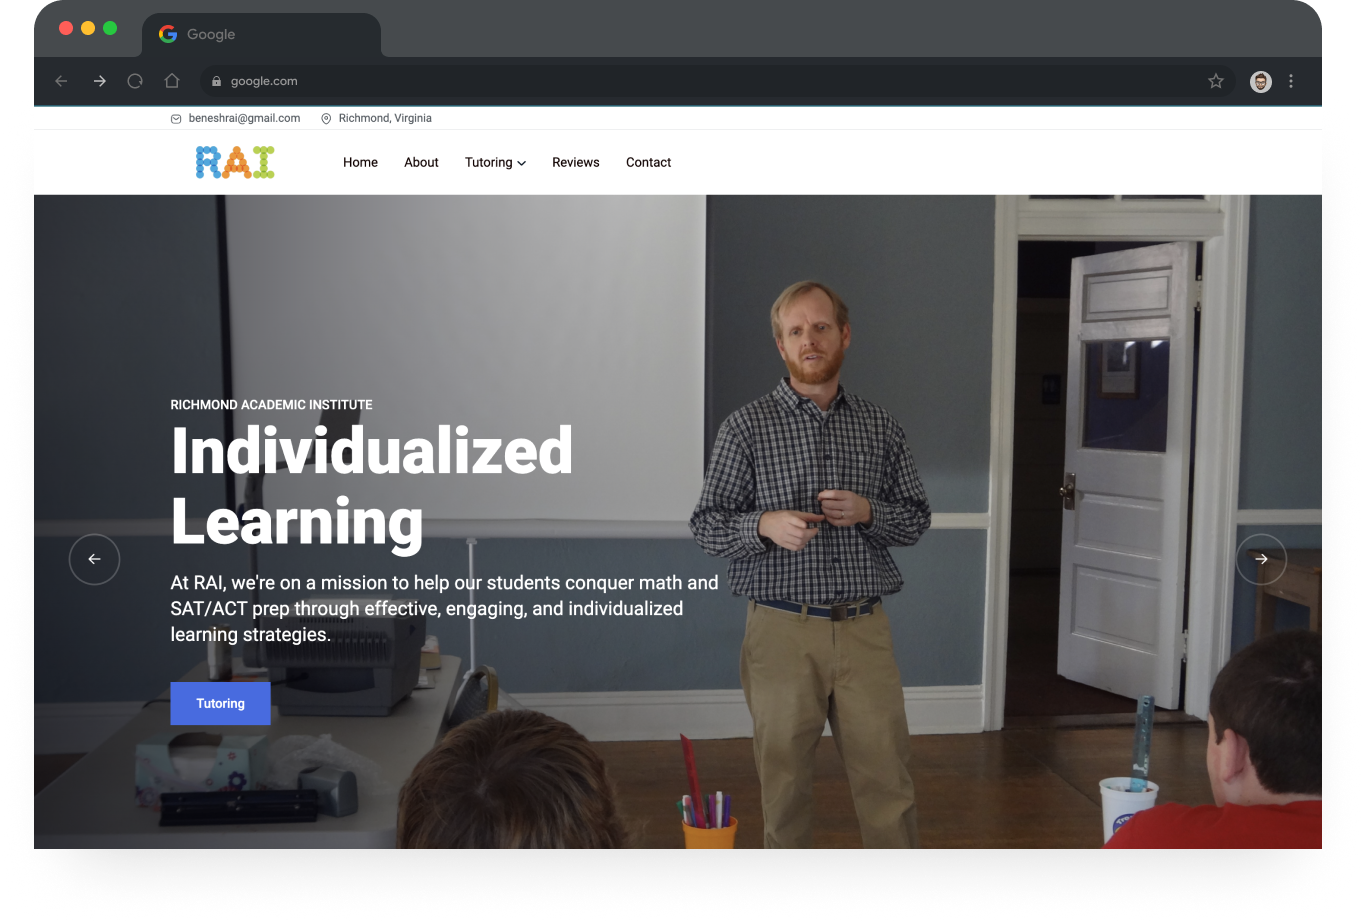 Google
google.com
beneshrai@gmail.com Richmond, Virginia
RAI Home About Tutoring Reviews Contact
RICHMOND ACADEMIC INSTITUTE
Individualized
Learning
At RAI, we're on a mission to help our students conquer math and
SAT/ACT prep through effective, engaging, and individualized
learning strategies.
Tutoring